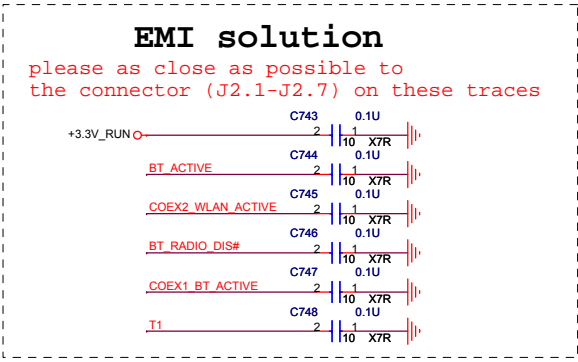 EMI solution
please as close as possible to
the connector (J2.1-J2.7) on these traces
C743 0.1U
+3.3V_RUN 2 1
10 X7R
C744 0.1U
BT_ACTIVE 2 1
10 X7R
C745 0.1U
COEX2_WLAN_ACTIVE 2 1
10 X7R
C746 0.1U
BT_RADIO_DIS# 2 1
10 X7R
C747 0.1U
COEX1_BT_ACTIVE 2 1
10 X7R
C748 0.1U
T1 2 1
10 X7R